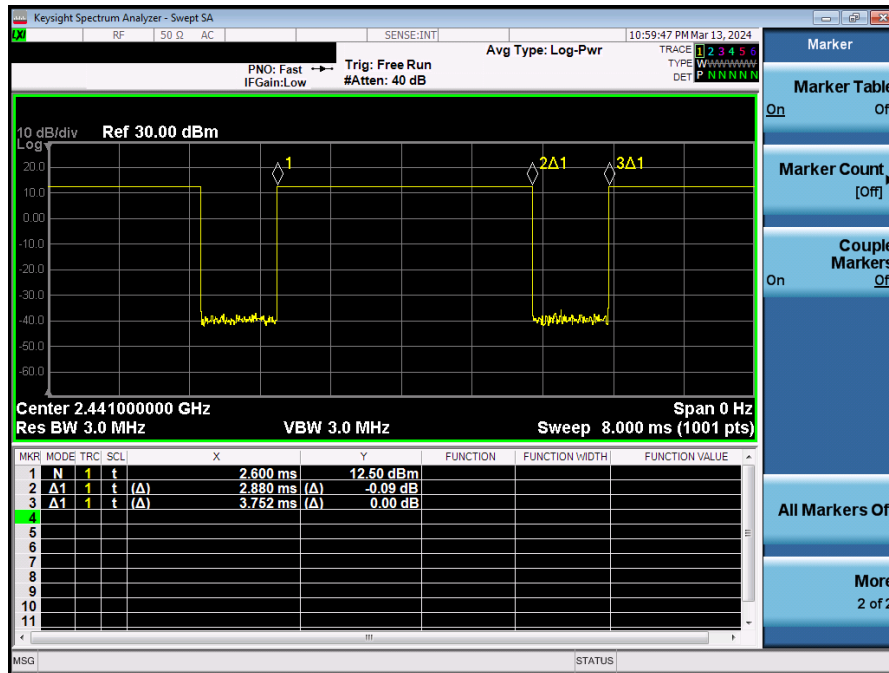 Keysight Spectrum Analyzer - Swept SA
LXI RF 50 Ω AC SENSE:INT 10:59:47 PM Mar 13, 2024
Avg Type: Log-Pwr TRACE 1 2 3 4 5 6
PNO: Fast Trig: Free Run TYPE WWWWWW
IFGain:Low #Atten: 40 dB DET P N N N N N
10 dB/div Ref 30.00 dBm
Log
1 2Δ1 3Δ1
20.0
10.0
0.00
-10.0
-20.0
-30.0
-40.0
-50.0
-60.0
Center 2.441000000 GHz Span 0 Hz
Res BW 3.0 MHz VBW 3.0 MHz Sweep 8.000 ms (1001 pts)
MKR MODE TRC SCL X Y FUNCTION FUNCTION WIDTH FUNCTION VALUE
1 N 1 t 2.600 ms 12.50 dBm
2 Δ1 1 t (Δ) 2.880 ms (Δ) -0.09 dB
3 Δ1 1 t (Δ) 3.752 ms (Δ) 0.00 dB
4
5
6
7
8
9
10
11
MSG STATUS
Marker
Marker Table
On Of
Marker Count
[Off]
Couple
Markers
On Of
All Markers Of
More
2 of 2